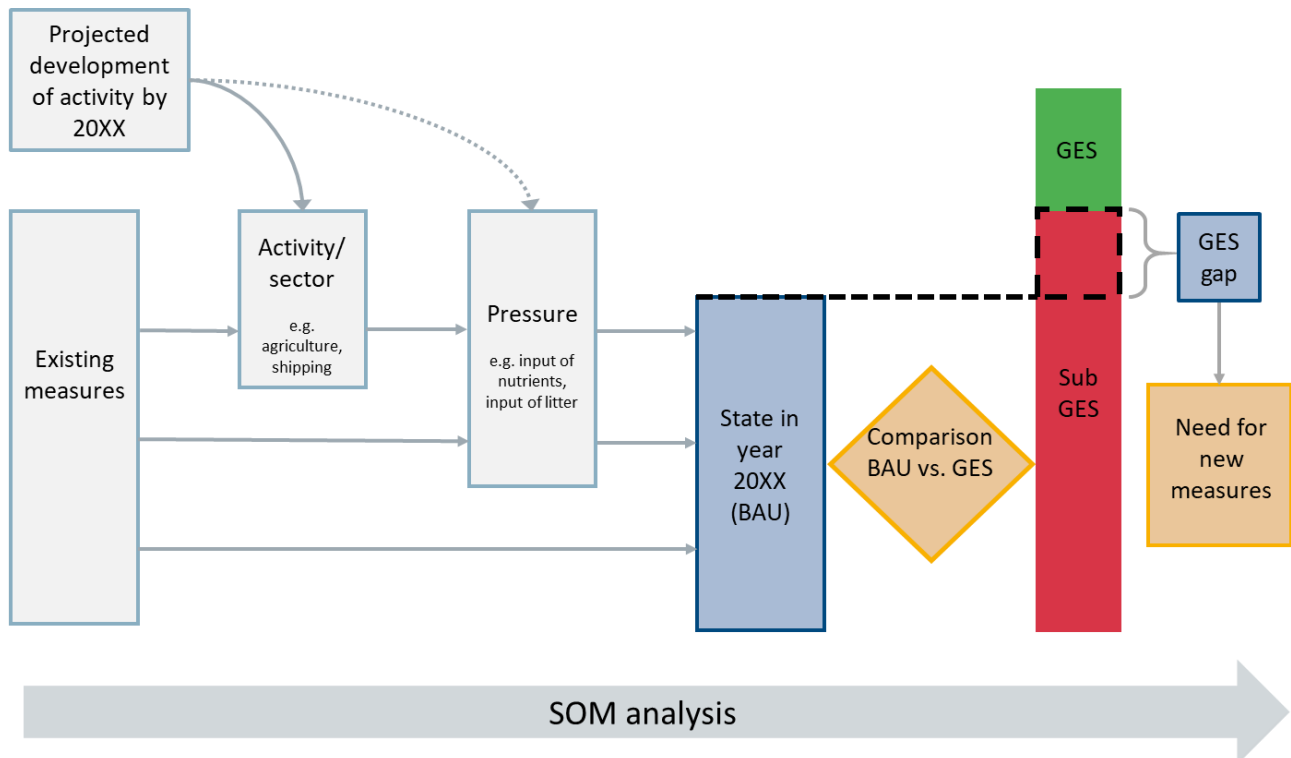 Projected
development
of activity by
20XX
Existing
measures
Activity/
sector
e.g.
agriculture,
shipping
Pressure
e.g. input of
nutrients,
input of litter
State in
year
20XX
(BAU)
Comparison
BAU vs. GES
GES
Sub
GES
GES
gap
Need for
new
measures
SOM analysis